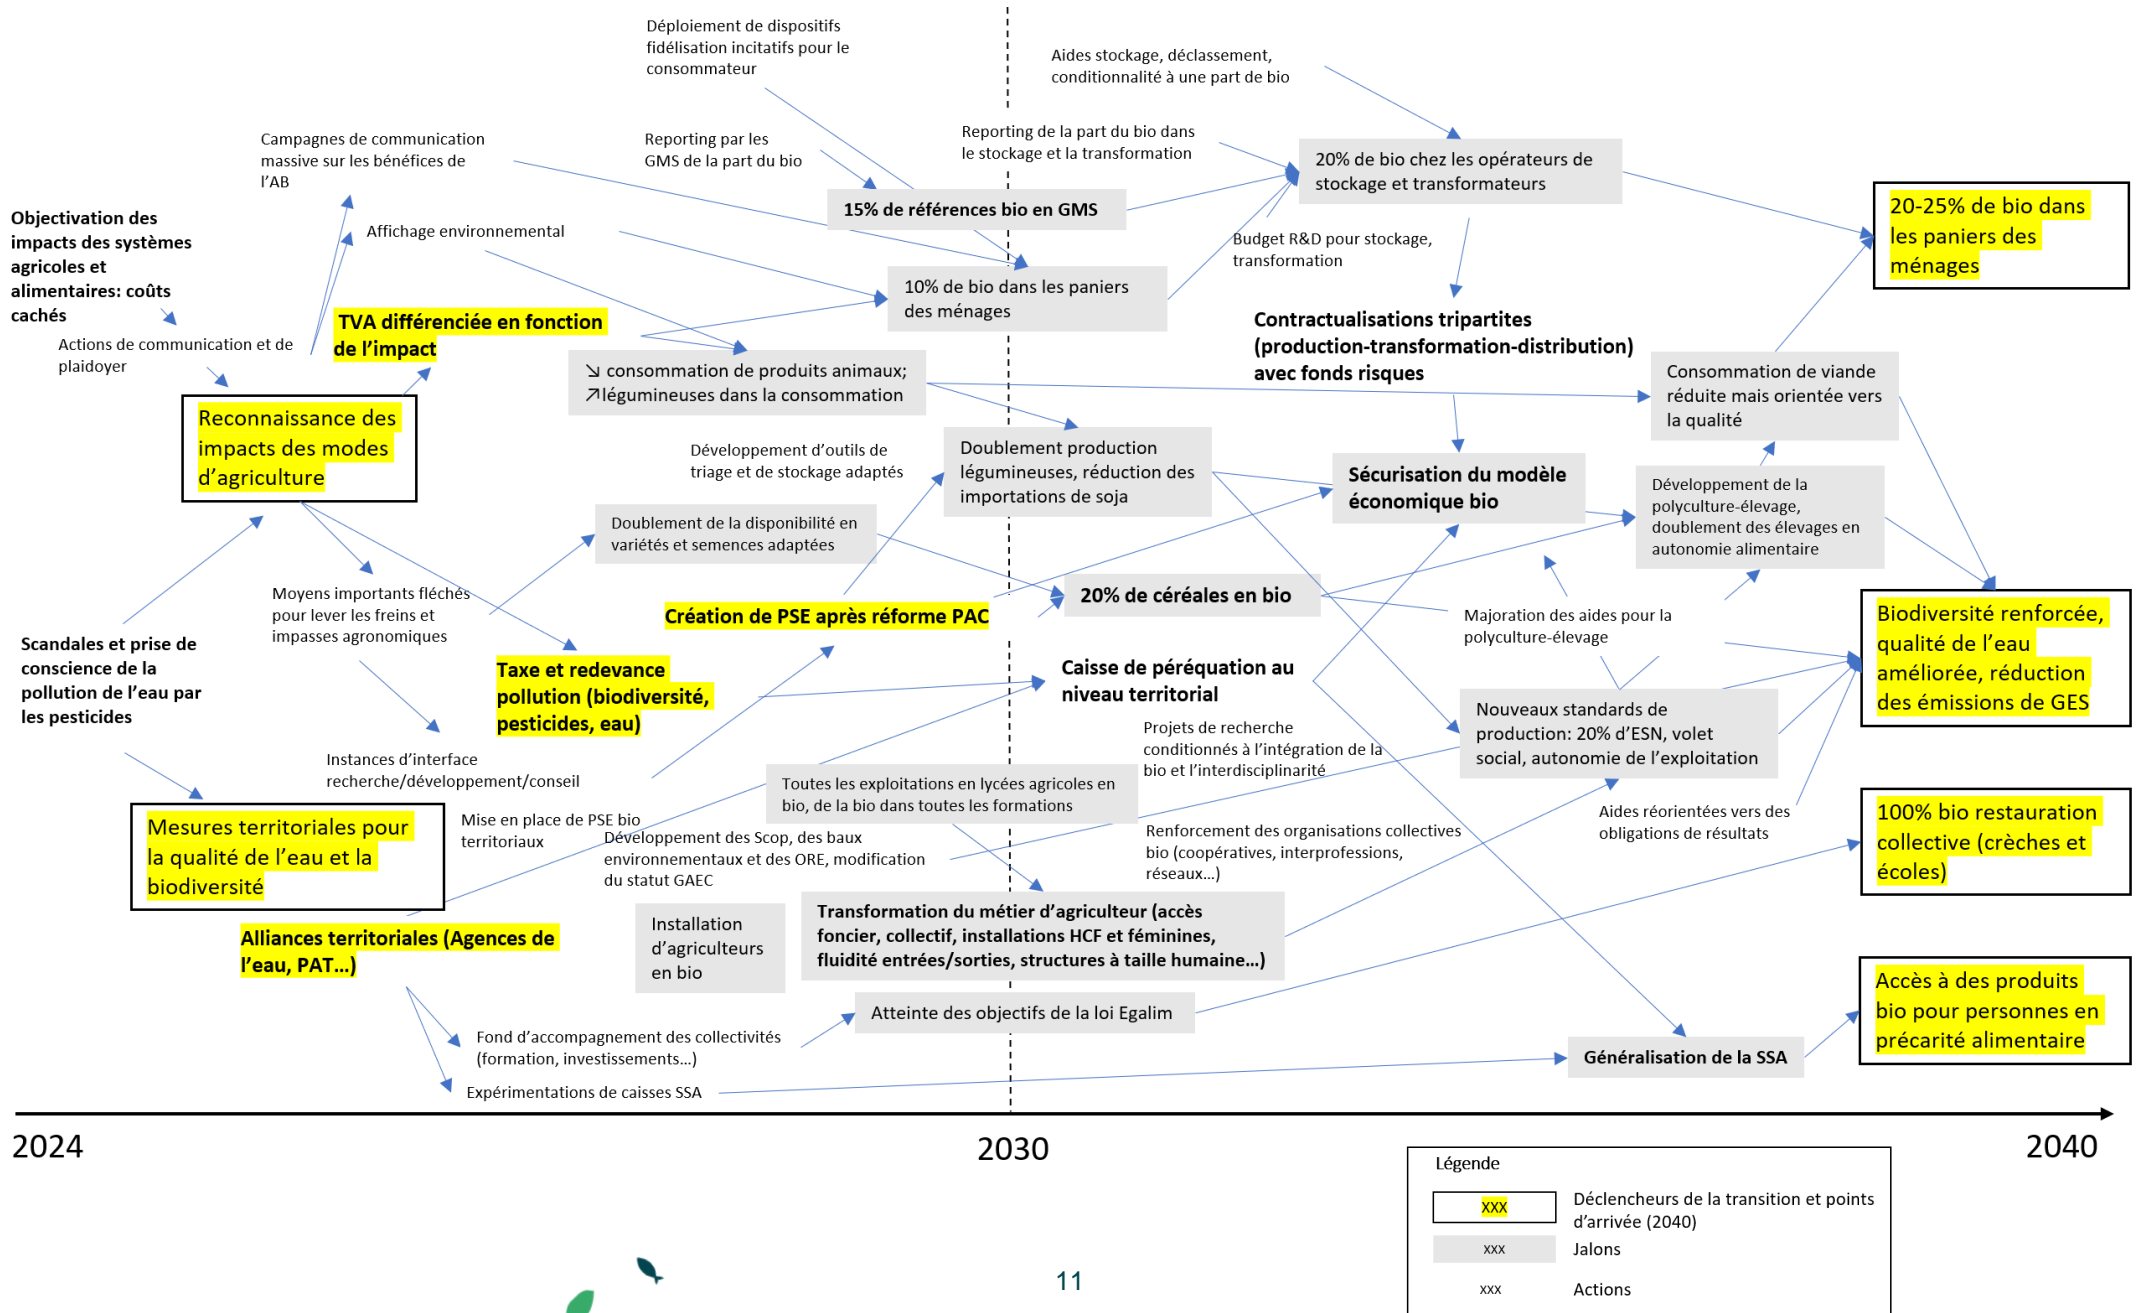 Déploiement de dispositifs
fidélisation incitatifs pour le
consommateur
Aides stockage, déclassement,
conditionnalité à une part de bio
Campagnes de communication
massive sur les bénéfices de
l’AB
Reporting par les
GMS de la part du bio
Reporting de la part du bio dans
le stockage et la transformation
20% de bio chez les opérateurs de
stockage et transformateurs
15% de références bio en GMS
20-25% de bio dans
les paniers des
ménages
Objectivation des
impacts des systèmes
agricoles et
alimentaires: coûts
cachés
Affichage environnemental
Budget R&D pour stockage,
transformation
10% de bio dans les paniers
des ménages
Actions de communication et de
plaidoyer
TVA différenciée en fonction
de l’impact
Contractualisations tripartites
(production-transformation-distribution)
avec fonds risques
↘ consommation de produits animaux;
↗légumineuses dans la consommation
Consommation de viande
réduite mais orientée vers
la qualité
Reconnaissance des
impacts des modes
d’agriculture
Développement d’outils de
triage et de stockage adaptés
Doublement production
légumineuses, réduction des
importations de soja
Sécurisation du modèle
économique bio
Développement de la
polyculture-élevage,
doublement des élevages en
autonomie alimentaire
Doublement de la disponibilité en
variétés et semences adaptées
Moyens important​s fléchés
pour lever les freins et
impasses agronomiques
Création de PSE après réforme PAC
20% de céréales en bio
Majoration des aides pour la
polyculture-élevage
Biodiversité renforcée,
qualité de l’eau
améliorée, réduction
des émissions de GES
Scandales et prise de
conscience de la
pollution de l’eau par
les pesticides
Taxe et redevance
pollution (biodiversité,
pesticides, eau)
Caisse de péréquation au
niveau territorial
Nouveaux standards de
production: 20% d’ESN, volet
social, autonomie de l’exploitation
Projets de recherche
conditionnés à l’intégration de la
bio et l’interdisciplinarité
Instances d’interface
recherche/développement/conseil
Toutes les exploitations en lycées agricoles en
bio, de la bio dans toutes les formations
Mesures territoriales pour
la qualité de l’eau et la
biodiversité
Mise en place de PSE bio
territoriaux
Développement des Scop, des baux
environnementaux et des ORE, modification
du statut GAEC
Renforcement des organisations collectives
bio (coopératives, interprofessions,
réseaux…)
Aides réorientées vers des
obligations de résultats
100% bio restauration
collective (crèches et
écoles)
Alliances territoriales (Agences de
l’eau, PAT…)
Installation
d’agriculteurs
en bio
Transformation du métier d’agriculteur (accès
foncier, collectif, installations HCF et féminines,
fluidité entrées/sorties, structures à taille humaine…)
Accès à des produits
bio pour personnes en
précarité alimentaire
Atteinte des objectifs de la loi Egalim
Fond d’accompagnement des collectivités
(formation, investissements…)
Généralisation de la SSA
Expérimentations de caisses SSA
2024
2030
2040
Légende
xxx
Déclencheurs de la transition et points
d’arrivée (2040)
xxx
Jalons
xxx
Actions
11